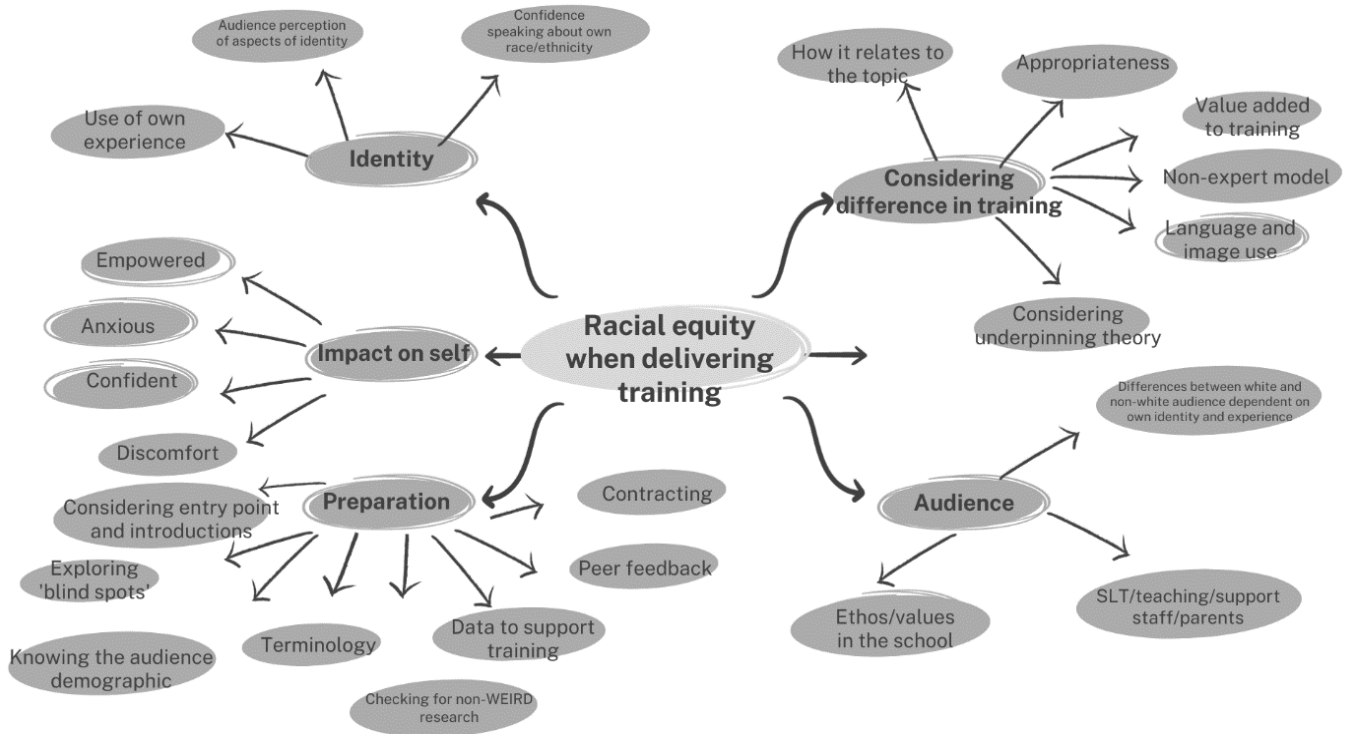 Audience perception
of aspects of identity
Confidence
speaking about own
race/ethnicity
Use of own
experience
Identity
How it relates to
the topic
Appropriateness
Value added
to training
Non-expert model
Language and
image use
Considering
difference in training
Considering
underpinning theory
Empowered
Anxious
Confident
Discomfort
Impact on self
Racial equity
when delivering
training
Differences between white and
non-white audience dependent on
own identity and experience
Audience
SLT/teaching/support
staff/parents
Ethos/values
in the school
Preparation
Contracting
Peer feedback
Considering entry point
and introductions
Exploring
'blind spots'
Knowing the audience
demographic
Terminology
Data to support
training
Checking for non-WEIRD
research